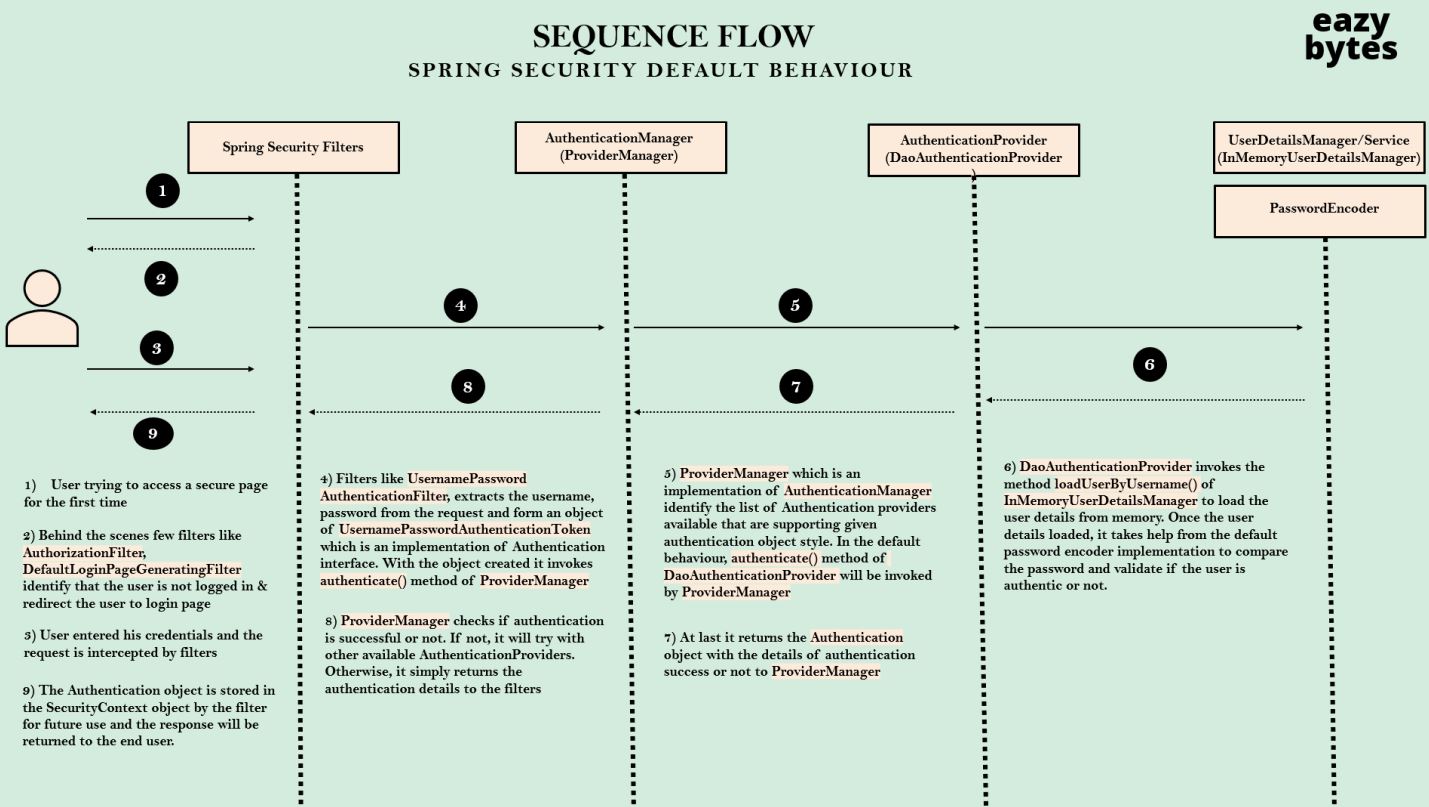 SEQUENCE FLOW
SPRING SECURITY DEFAULT BEHAVIOUR
eazy
bytes
Spring Security Filters
AuthenticationManager
(ProviderManager)
AuthenticationProvider
(DaoAuthenticationProvider
)
UserDetailsManager/Service
(InMemoryUserDetailsManager)
PasswordEncoder
1
2
3
4
5
6
7
8
9
1) User trying to access a secure page
for the first time
2) Behind the scenes few filters like
AuthorizationFilter,
DefaultLoginPageGeneratingFilter
identify that the user is not logged in &
redirect the user to login page
3) User entered his credentials and the
request is intercepted by filters
9) The Authentication object is stored in
the SecurityContext object by the filter
for future use and the response will be
returned to the end user.
4) Filters like UsernamePassword
AuthenticationFilter, extracts the username,
password from the request and form an object
of UsernamePasswordAuthenticationToken
which is an implementation of Authentication
interface. With the object created it invokes
authenticate() method of ProviderManager
8) ProviderManager checks if authentication
is successful or not. If not, it will try with
other available AuthenticationProviders.
Otherwise, it simply returns the
authentication details to the filters
5) ProviderManager which is an
implementation of AuthenticationManager
identify the list of Authentication providers
available that are supporting given
authentication object style. In the default
behaviour, authenticate() method of
DaoAuthenticationProvider will be invoked
by ProviderManager
7) At last it returns the Authentication
object with the details of authentication
success or not to ProviderManager
6) DaoAuthenticationProvider invokes the
method loadUserByUsername() of
InMemoryUserDetailsManager to load the
user details from memory. Once the user
details loaded, it takes help from the default
password encoder implementation to compare
the password and validate if the user is
authentic or not.